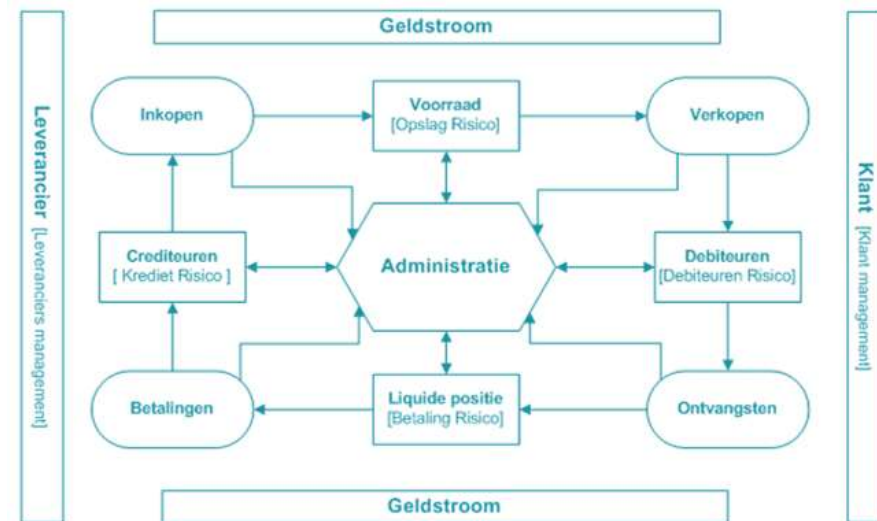 Geldstroom
Leverancier [Leveranciers management]
Inkopen
Voorraad
[Opslag Risico]
Verkopen
Klant [Klant management]
Crediteuren
[ Krediet Risico ]
Administratie
Debiteuren
[Debiteuren Risico]
Betalingen
Liquide positie
[Betaling Risico]
Ontvangsten
Geldstroom